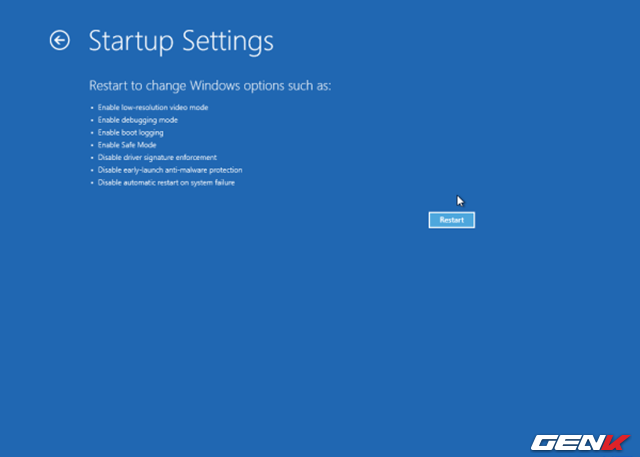 Startup Settings
Restart to change Windows options such as:
• Enable low-resolution video mode
• Enable debugging mode
• Enable boot logging
• Enable Safe Mode
• Disable driver signature enforcement
• Disable early-launch anti-malware protection
• Disable automatic restart on system failure
Restart
GENK